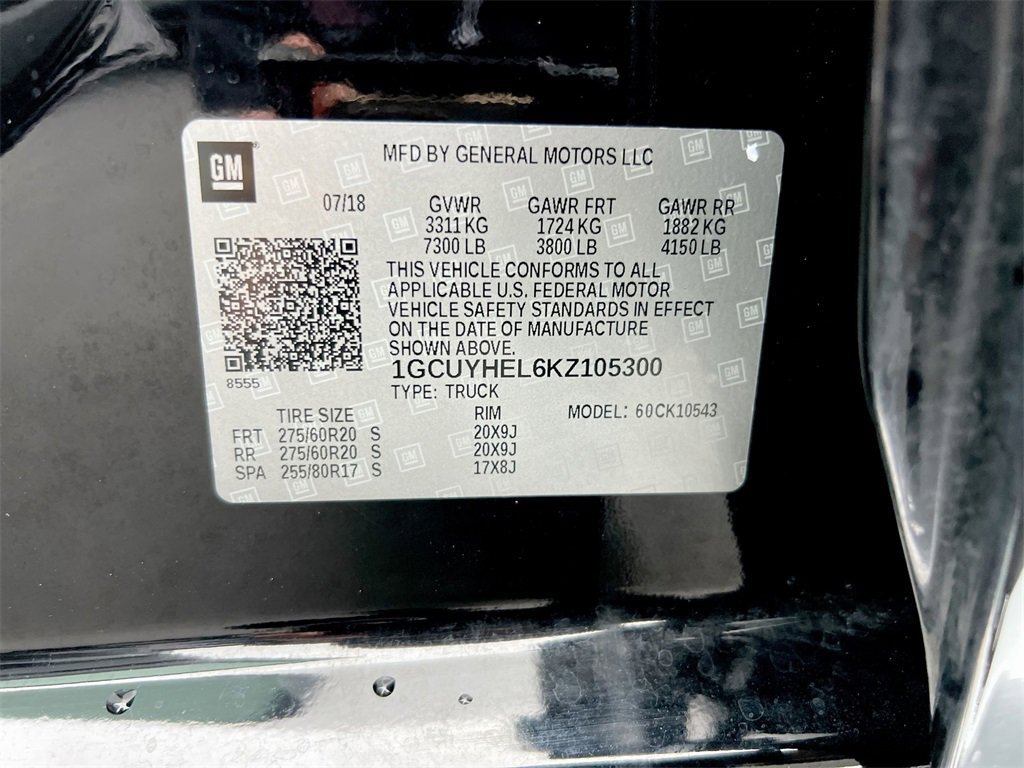 GM
MFD BY GENERAL MOTORS LLC
07/18 GVWR GAWR FRT GAWR RR
3311 KG 1724 KG 1882 KG
7300 LB 3800 LB 4150 LB
THIS VEHICLE CONFORMS TO ALL
APPLICABLE U.S. FEDERAL MOTOR
VEHICLE SAFETY STANDARDS IN EFFECT
ON THE DATE OF MANUFACTURE
SHOWN ABOVE.
1GCUYHEL6KZ105300
8555
TYPE: TRUCK
TIRE SIZE RIM MODEL: 60CK10543
FRT 275/60R20 S 20X9J
RR 275/60R20 S 20X9J
SPA 255/80R17 S 17X8J